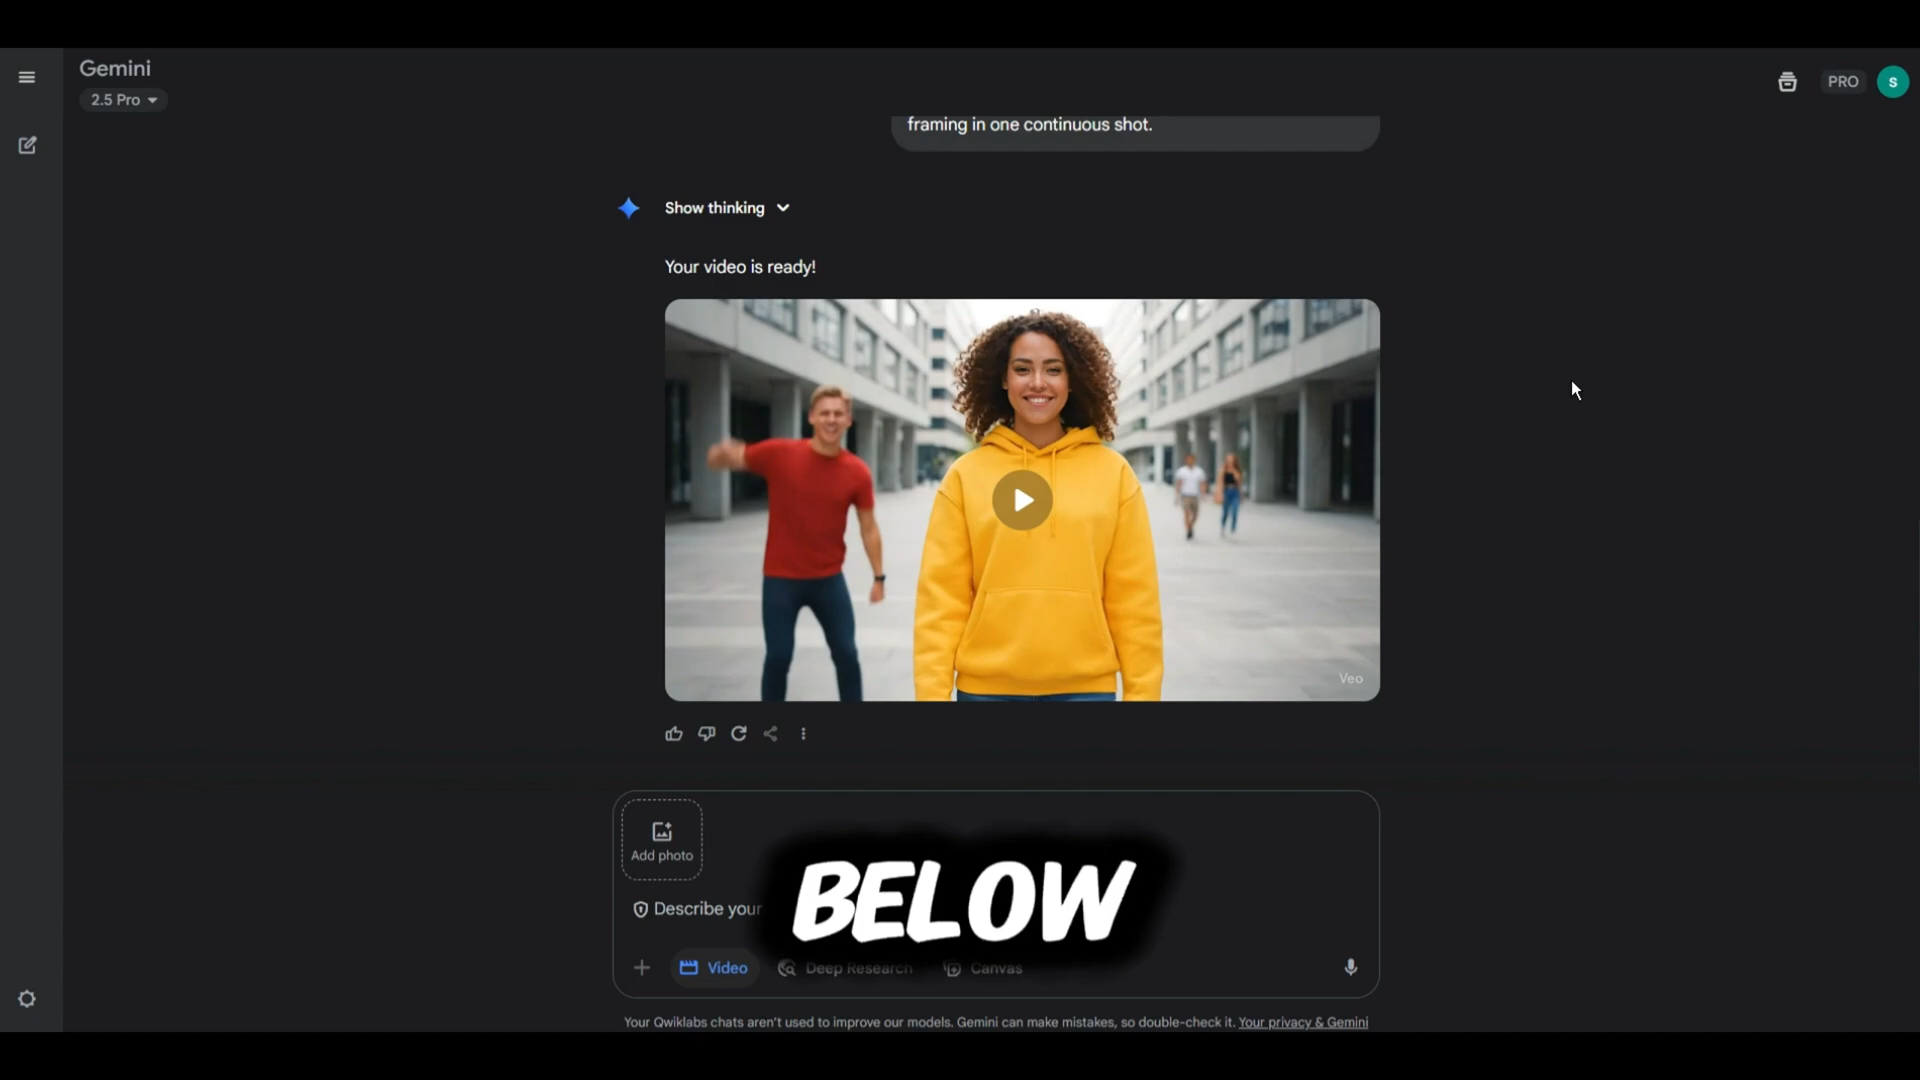 Gemini
2.5 Pro
PRO
S
framing in one continuous shot.
Show thinking
Your video is ready!
Veo
Add photo
Describe your
BELOW
Video
Deep Research
Canvas
Your Qwiklabs chats aren't used to improve our models. Gemini can make mistakes, so double-check it. Your privacy & Gemini